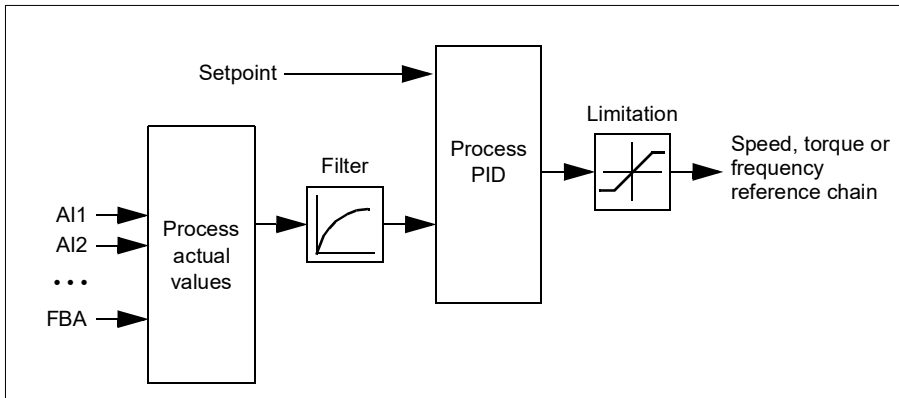 Setpoint
Process
PID
Limitation
Speed, torque or
frequency
reference chain
Filter
AI1
AI2
• • •
FBA
Process
actual
values